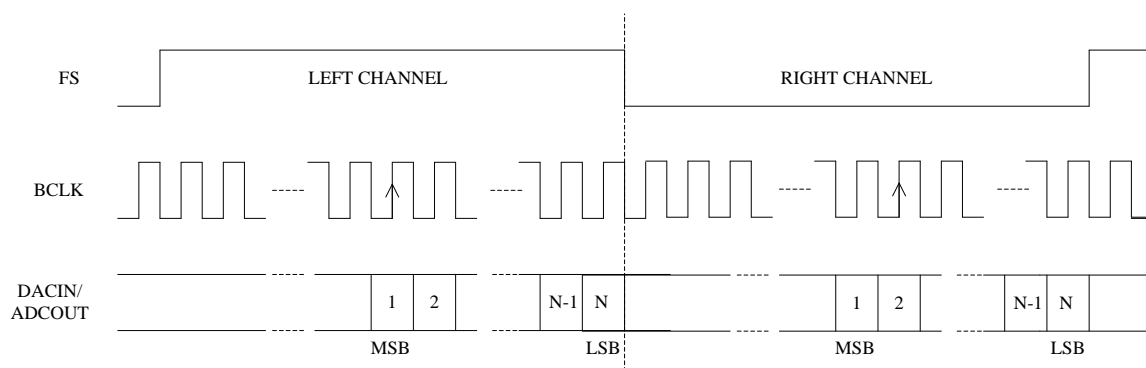 FS
LEFT CHANNEL
RIGHT CHANNEL
BCLK
DACIN/
ADCOUT
1 2 N-1 N 1 2 N-1 N
MSB LSB MSB LSB